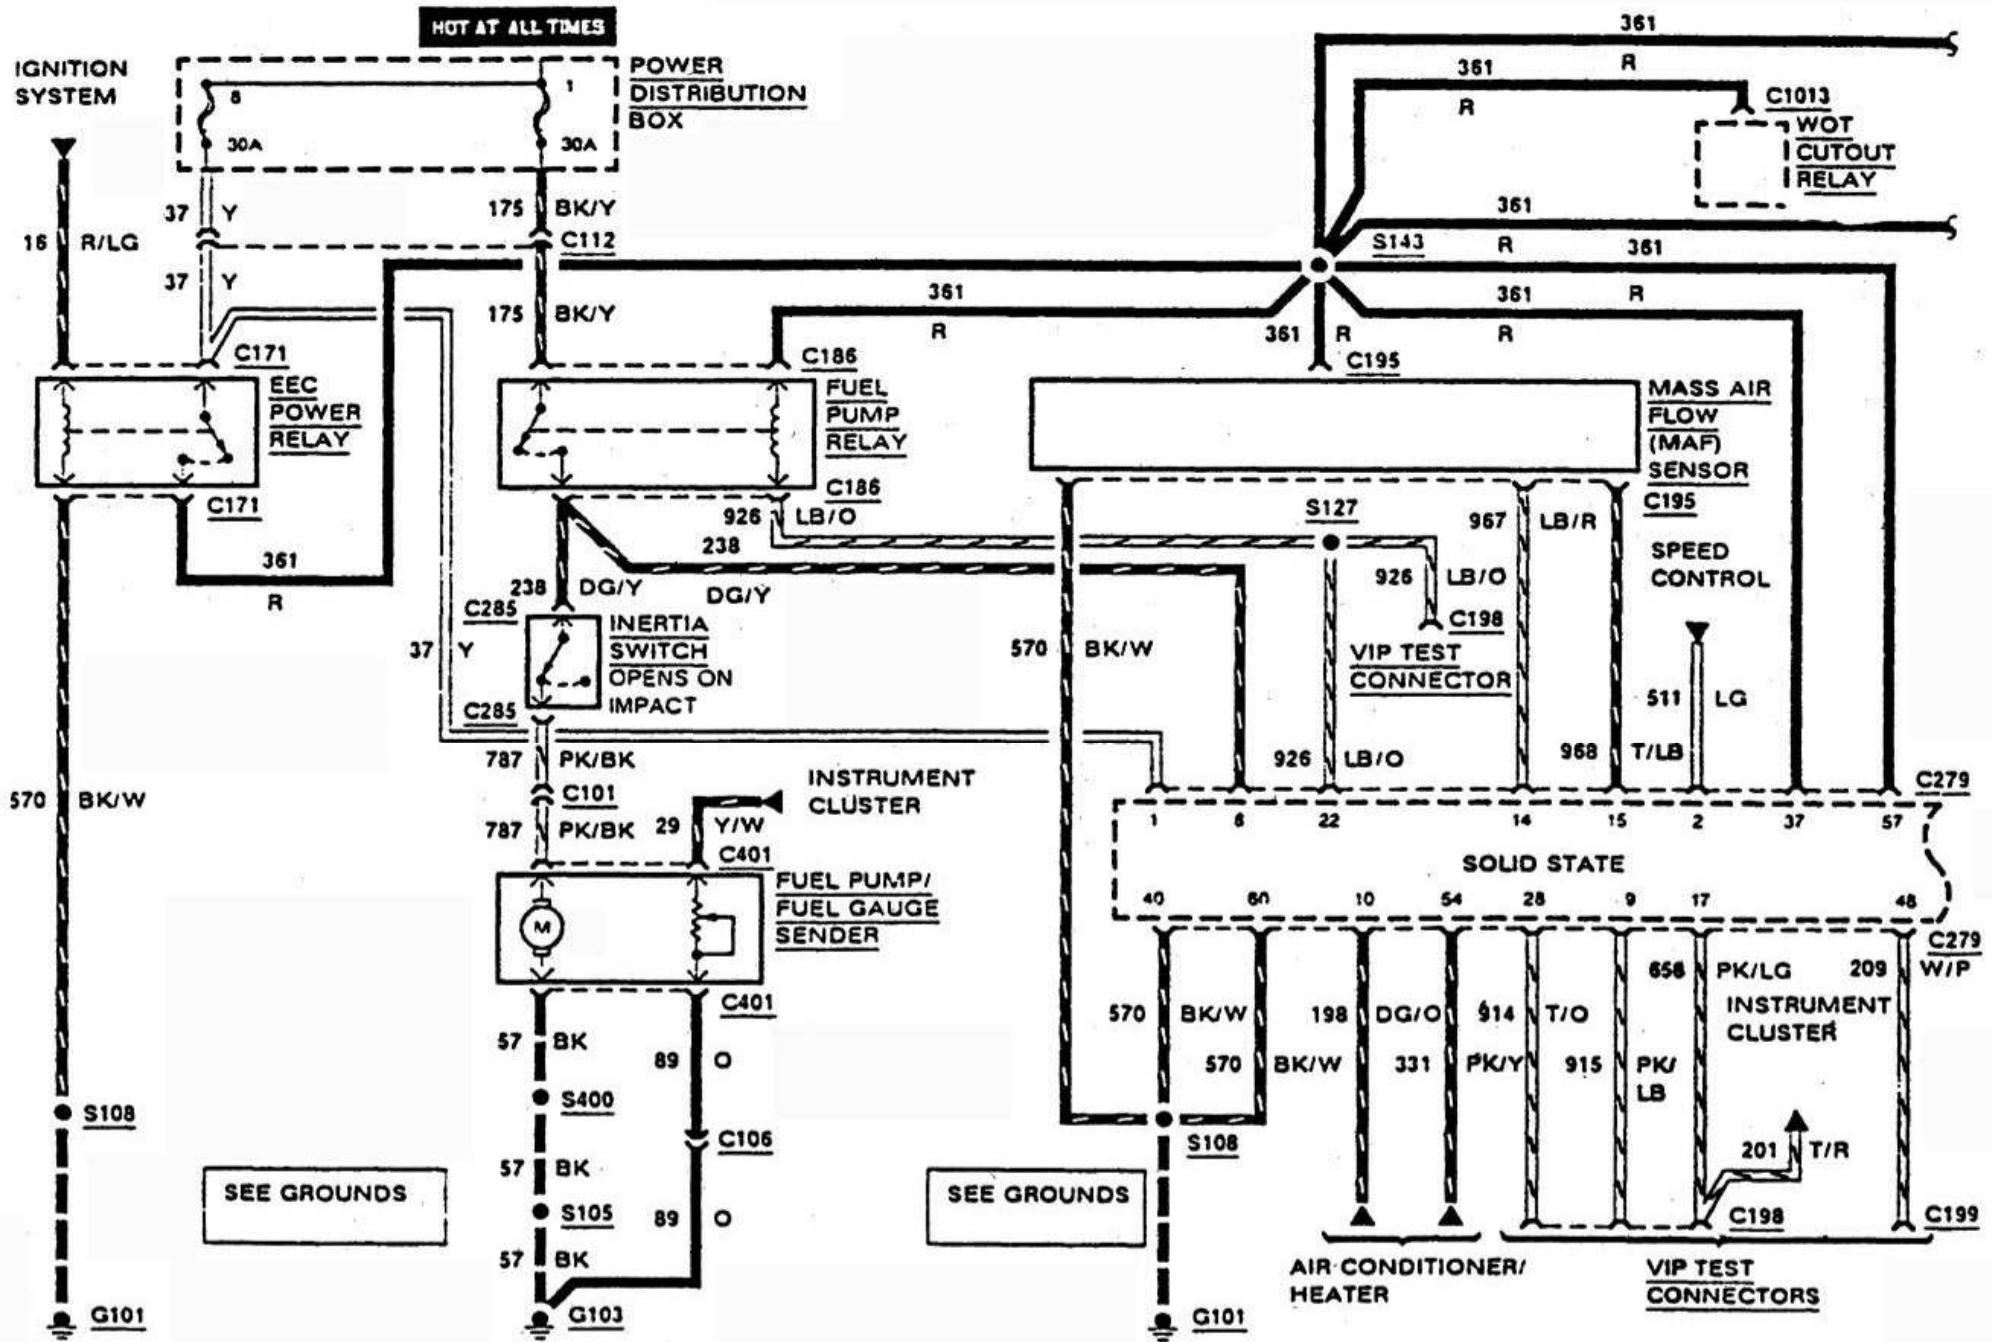 HOT AT ALL TIMES
IGNITION
SYSTEM
8
30A
1
30A
POWER
DISTRIBUTION
BOX
361
R
361
R
C1013
WOT
CUTOUT
RELAY
37 Y
175 BK/Y
C112
16 R/LG
37 Y
175 BK/Y
361
R
S143
361
R
361
R
361
R
361 R
C171
C186
C195
EEC
POWER
RELAY
FUEL
PUMP
RELAY
MASS AIR
FLOW
(MAF)
SENSOR
C195
C171
C186
361
R
926 LB/O
238
DG/Y
238 DG/Y
S127
967 LB/R
926 LB/O
C198
VIP TEST
CONNECTOR
SPEED
CONTROL
C285
INERTIA
SWITCH
OPENS ON
IMPACT
C285
37 Y
570 BK/W
511 LG
787 PK/BK
C101
787 PK/BK
926 LB/O
968 T/LB
570 BK/W
INSTRUMENT
CLUSTER
29 Y/W
C401
C279
1 6 22 14 15 2 37 57
SOLID STATE
40 60 10 54 28 9 17 48
C279
FUEL PUMP/
FUEL GAUGE
SENDER
M
C401
57 BK
89 O
S400
C106
57 BK
S105
89 O
57 BK
S108
SEE GROUNDS
G101
G103
570 BK/W
570 BK/W
198 DG/O
331 PK/Y
914 T/O
915 PK/
LB
656 PK/LG
209 W/P
INSTRUMENT
CLUSTER
201 T/R
S108
SEE GROUNDS
C198
C199
AIR CONDITIONER/
HEATER
VIP TEST
CONNECTORS
G101